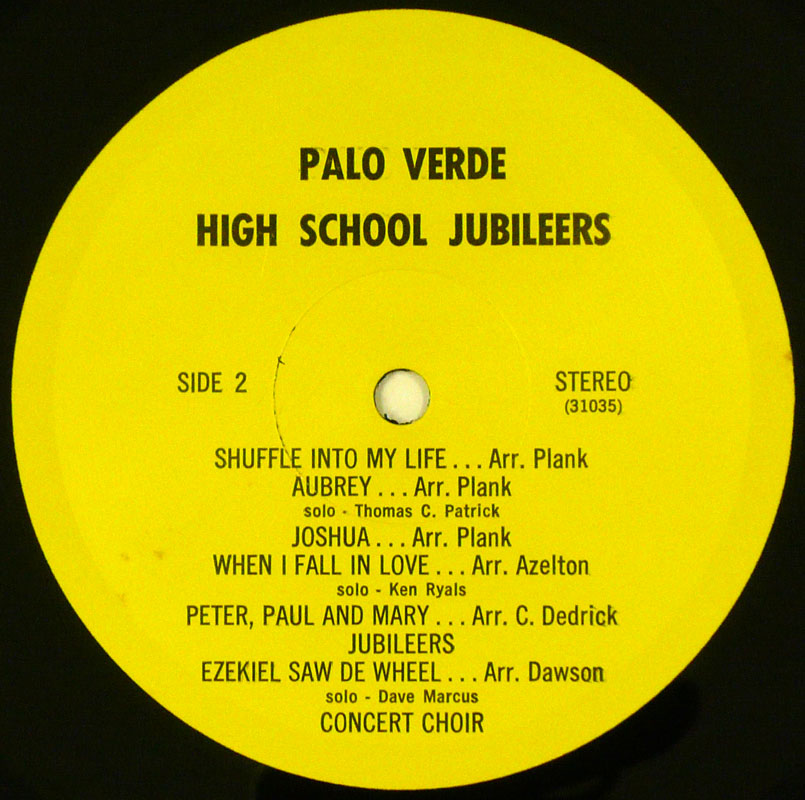 PALO VERDE
HIGH SCHOOL JUBILEERS
SIDE 2
STEREO
(31035)
SHUFFLE INTO MY LIFE... Arr. Plank
AUBREY... Arr. Plank
solo - Thomas C. Patrick
JOSHUA... Arr. Plank
WHEN I FALL IN LOVE... Arr. Azelton
solo - Ken Ryals
PETER, PAUL AND MARY... Arr. C. Dedrick
JUBILEERS
EZEKIEL SAW DE WHEEL... Arr. Dawson
solo - Dave Marcus
CONCERT CHOIR